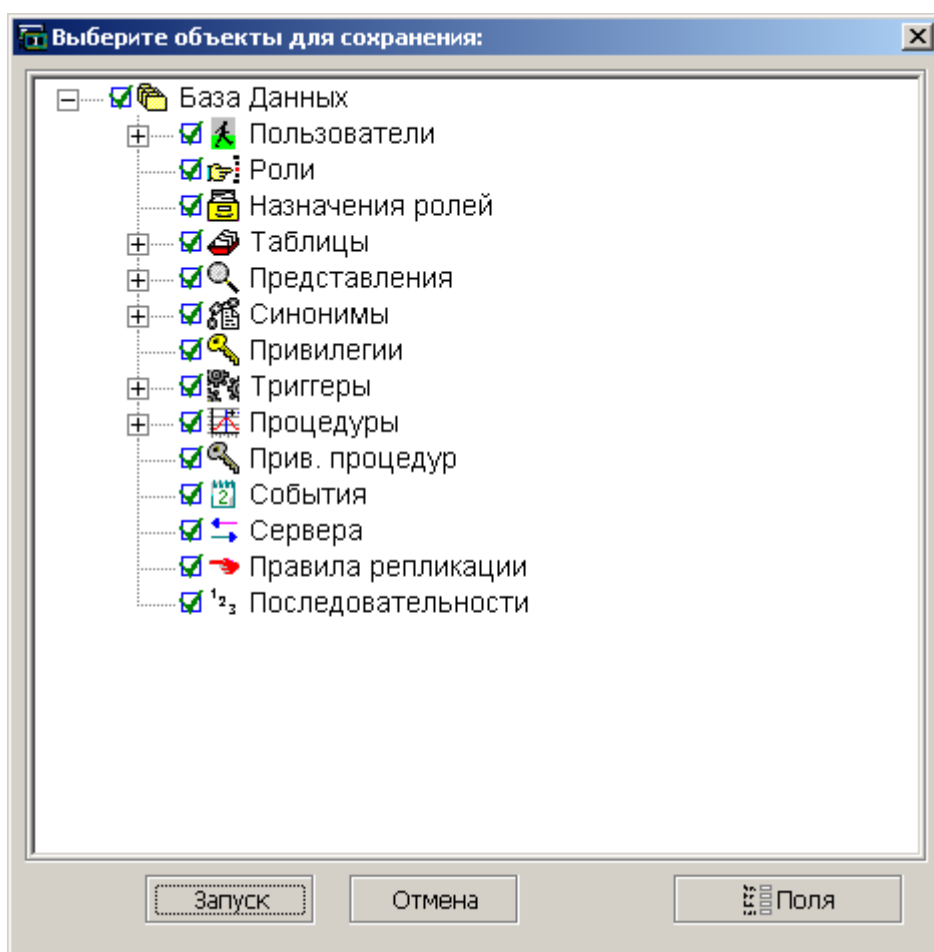 Выберите объекты для сохранения:
База Данных
Пользователи
Роли
Назначения ролей
Таблицы
Представления
Синонимы
Привилегии
Триггеры
Процедуры
Прив. процедур
События
Сервера
Правила репликации
Последовательности
Запуск Отмена Поля